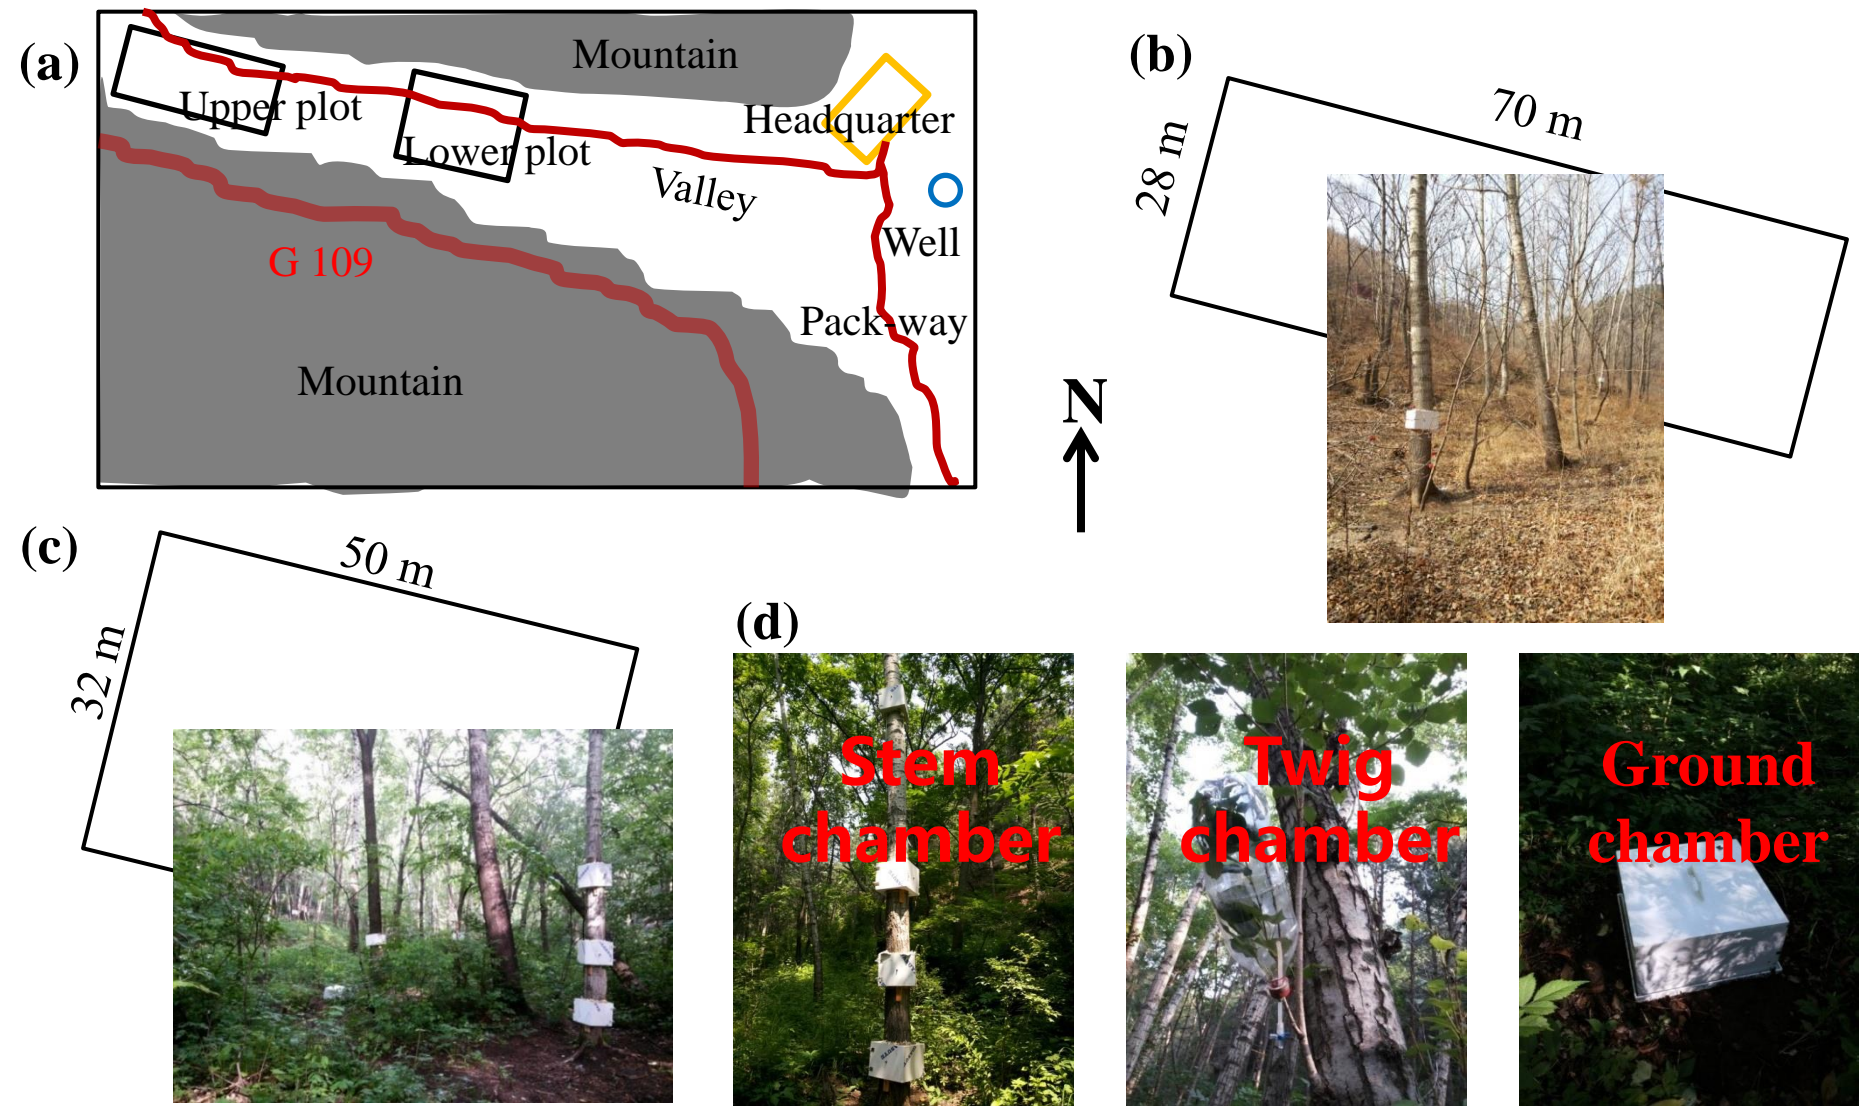 (a)
Mountain
Upper plot
Lower plot
Headquarter
Valley
Well
G 109
Pack-way
Mountain
N
(b)
70 m
28 m
(c)
50 m
32 m
(d)
Stem
chamber
Twig
chamber
Ground
chamber